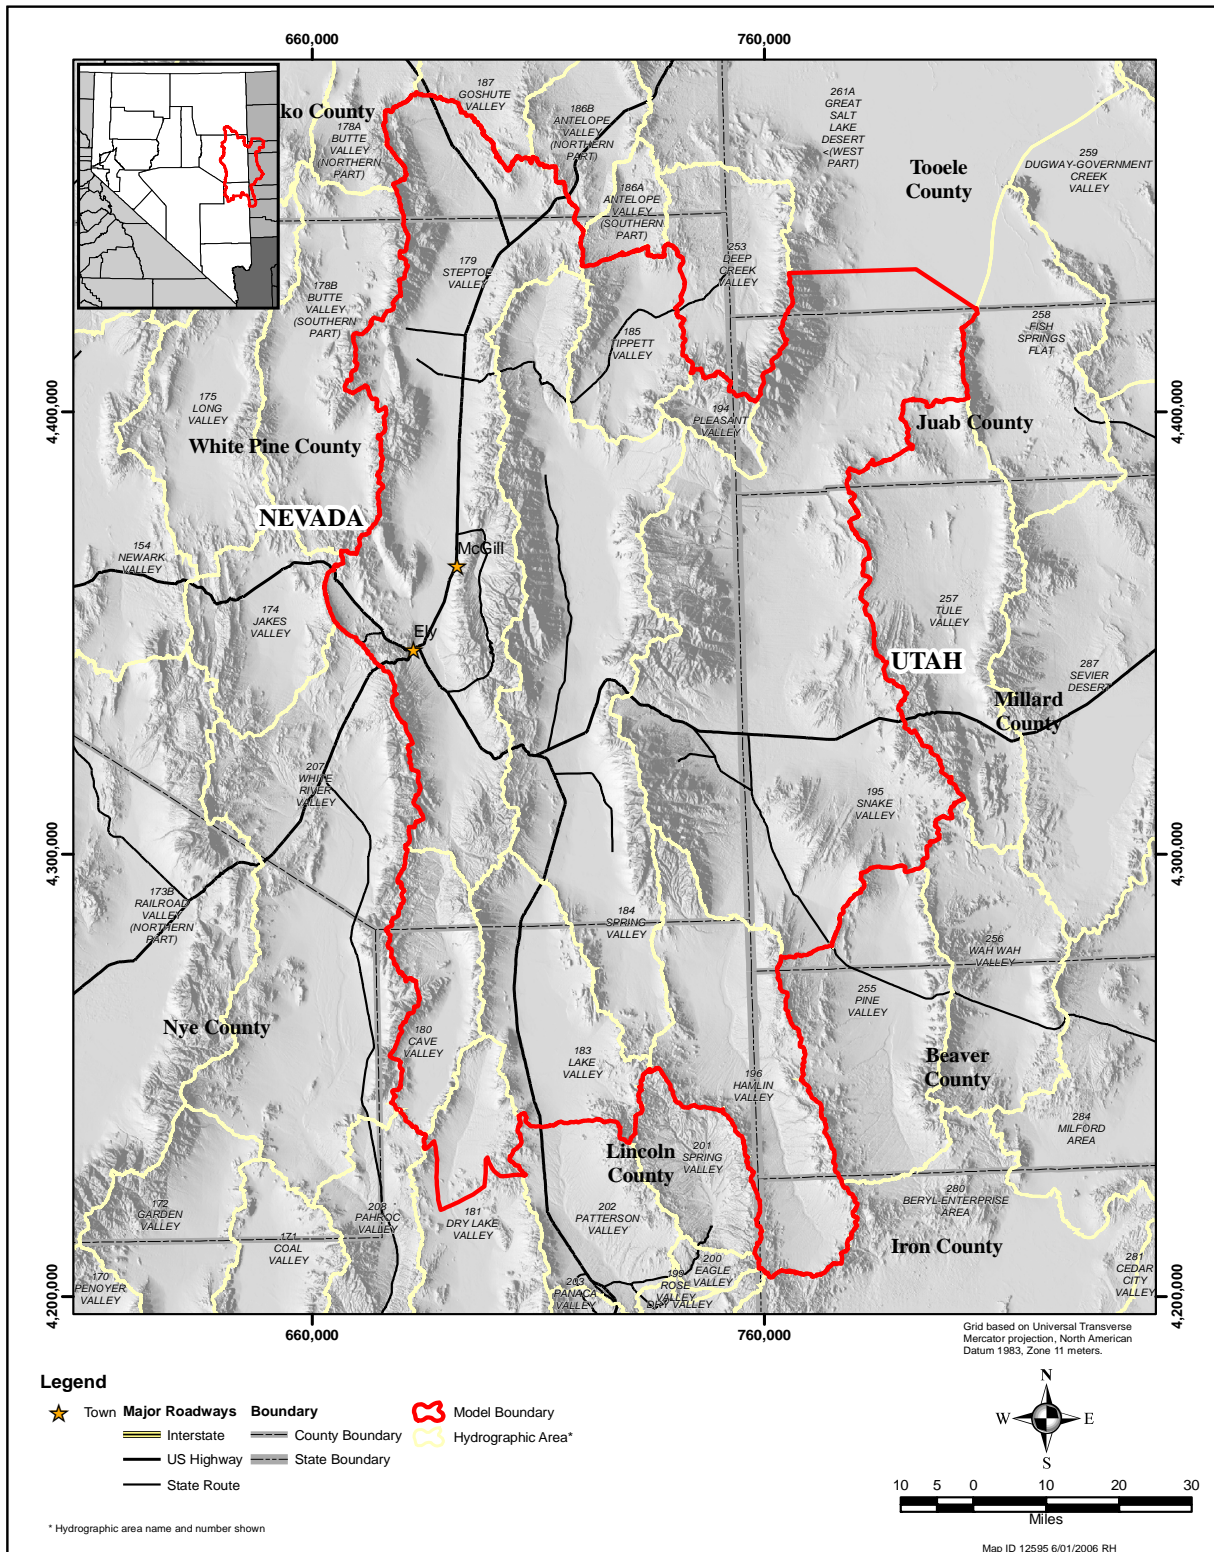 660,000
760,000
187
GOSHUTE
VALLEY
186B
ANTELOPE
VALLEY
(NORTHERN
PART)
261A
GREAT
SALT
LAKE
DESERT
<(WEST
PART)
ko County
178A
BUTTE
VALLEY
(NORTHERN
PART)
259
DUGWAY-GOVERNMENT
CREEK
VALLEY
Tooele
County
186A
ANTELOPE
VALLEY
(SOUTHERN
PART)
253
DEEP
CREEK
VALLEY
179
STEPTOE
VALLEY
178B
BUTTE
VALLEY
(SOUTHERN
PART)
185
TIPPETT
VALLEY
258
FISH
SPRINGS
FLAT
4,400,000
4,400,000
175
LONG
VALLEY
194
PLEASANT
VALLEY
Juab County
White Pine County
NEVADA
154
NEWARK
VALLEY
McGill
174
JAKES
VALLEY
257
TULE
VALLEY
Ely
UTAH
287
SEVIER
DESERT
Millard
County
207
WHITE
RIVER
VALLEY
195
SNAKE
VALLEY
4,300,000
4,300,000
173B
RAILROAD
VALLEY
(NORTHERN
PART)
184
SPRING
VALLEY
256
WAH WAH
VALLEY
255
PINE
VALLEY
Nye County
180
CAVE
VALLEY
183
LAKE
VALLEY
196
HAMLIN
VALLEY
Beaver
County
284
MILFORD
AREA
Lincoln
County
201
SPRING
VALLEY
172
GARDEN
VALLEY
208
PAHROC
VALLEY
181
DRY LAKE
VALLEY
202
PATTERSON
VALLEY
280
BERYL-ENTERPRISE
AREA
171
COAL
VALLEY
Iron County
200
EAGLE
VALLEY
281
CEDAR
CITY
VALLEY
170
PENOYER
VALLEY
203
PANACA
VALLEY
199
ROSE
VALLEY
DRY VALLEY
4,200,000
4,200,000
660,000
760,000
Grid based on Universal Transverse
Mercator projection, North American
Datum 1983, Zone 11 meters.
Legend
Town
Major Roadways
Interstate
US Highway
State Route
Boundary
County Boundary
State Boundary
Model Boundary
Hydrographic Area*
N
W
E
S
10 5 0 10 20 30
Miles
* Hydrographic area name and number shown
Map ID 12595 6/01/2006 RH